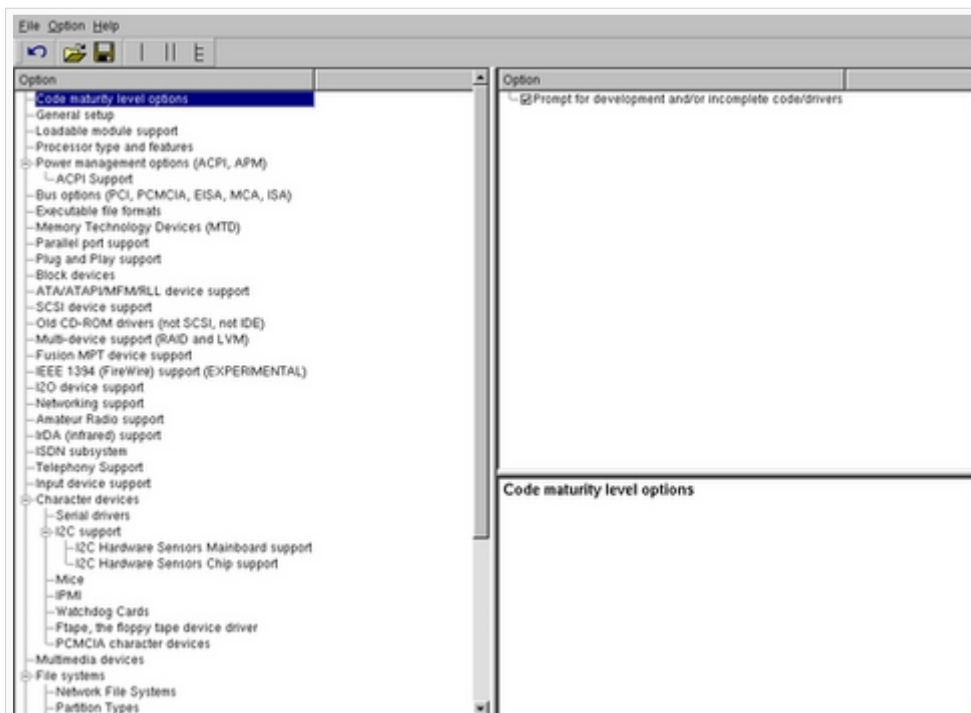 File Option Help
Option
Code maturity level options
General setup
Loadable module support
Processor type and features
Power management options (ACPI, APM)
ACPI Support
Bus options (PCI, PCMCIA, EISA, MCA, ISA)
Executable file formats
Memory Technology Devices (MTD)
Parallel port support
Plug and Play support
Block devices
ATA/ATAPI/MFM/RLL device support
SCSI device support
Old CD-ROM drivers (not SCSI, not IDE)
Multi-device support (RAID and LVM)
Fusion MPT device support
IEEE 1394 (FireWire) support (EXPERIMENTAL)
I2O device support
Networking support
Amateur Radio support
IrDA (infrared) support
ISDN subsystem
Telephony Support
Input device support
Character devices
Serial drivers
I2C support
I2C Hardware Sensors Mainboard support
I2C Hardware Sensors Chip support
Mice
IPMI
Watchdog Cards
Ftape, the floppy tape device driver
PCMCIA character devices
Multimedia devices
File systems
Network File Systems
Partition Types
Option
Prompt for development and/or incomplete code/drivers
Code maturity level options